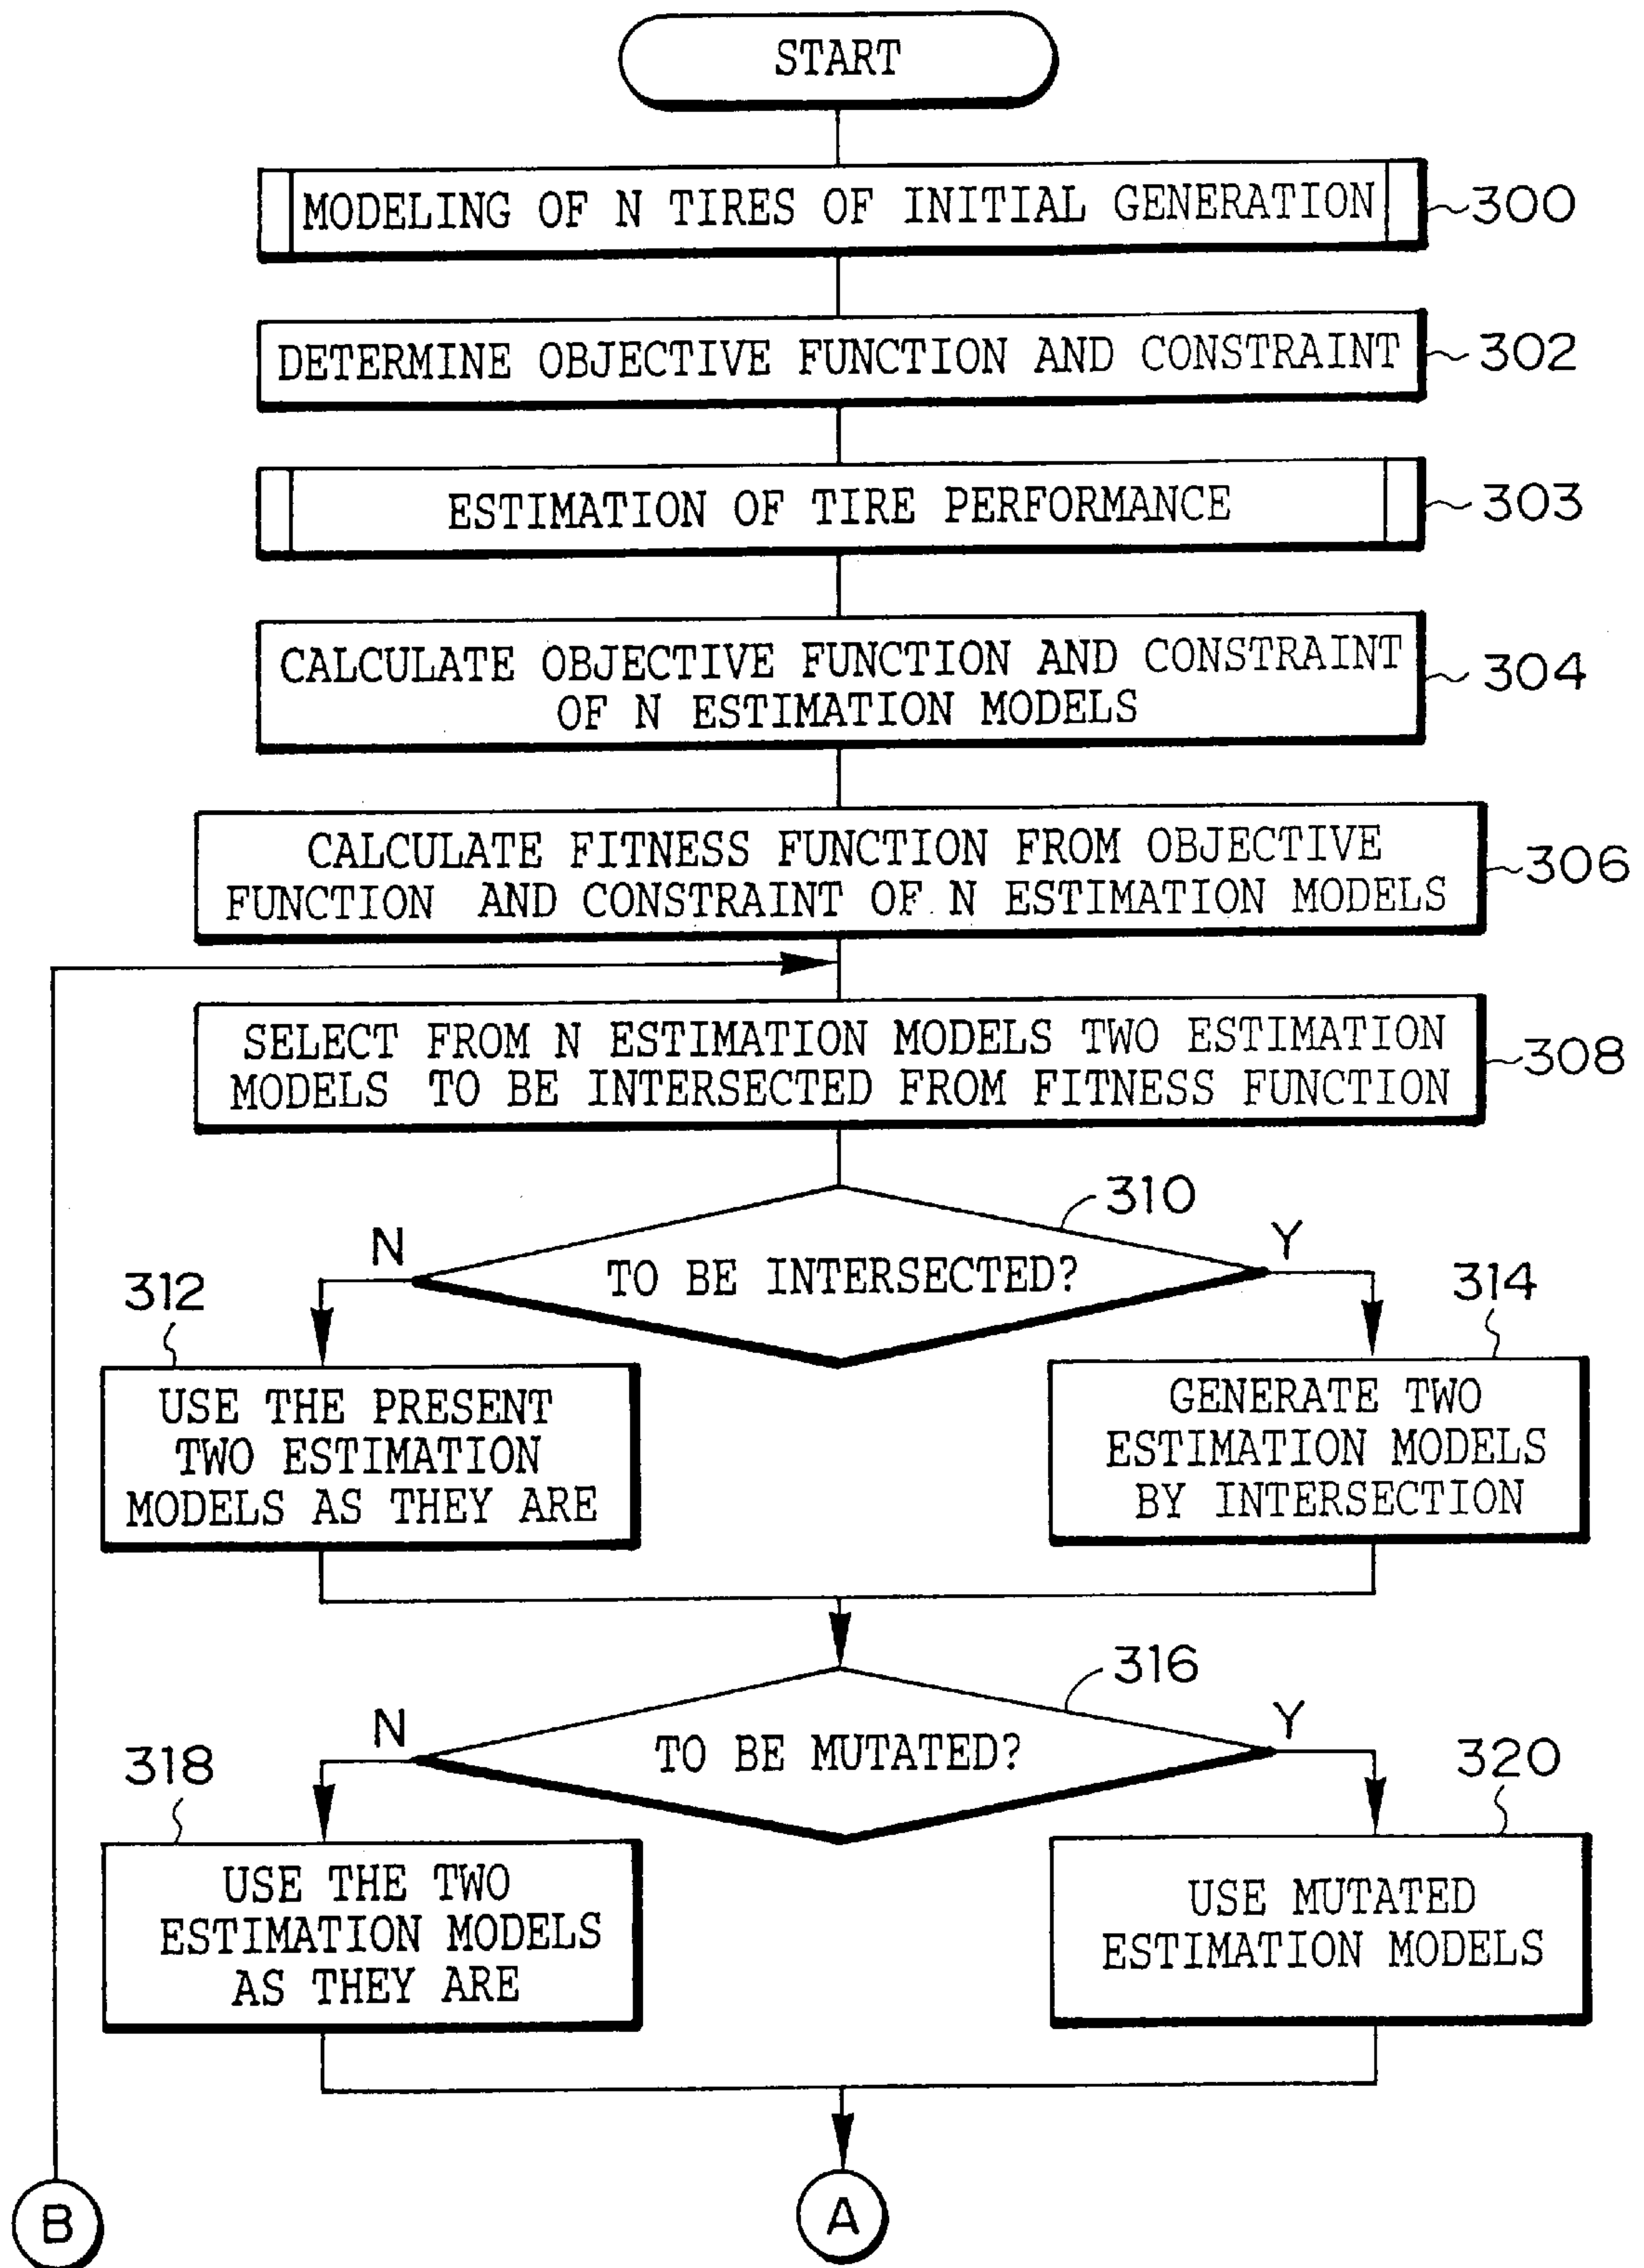 START
MODELING OF N TIRES OF INITIAL GENERATION
300
DETERMINE OBJECTIVE FUNCTION AND CONSTRAINT
302
ESTIMATION OF TIRE PERFORMANCE
303
CALCULATE OBJECTIVE FUNCTION AND CONSTRAINT
OF N ESTIMATION MODELS
304
CALCULATE FITNESS FUNCTION FROM OBJECTIVE
FUNCTION AND CONSTRAINT OF N ESTIMATION MODELS
306
SELECT FROM N ESTIMATION MODELS TWO ESTIMATION
MODELS TO BE INTERSECTED FROM FITNESS FUNCTION
308
310
N
TO BE INTERSECTED?
Y
312
USE THE PRESENT
TWO ESTIMATION
MODELS AS THEY ARE
314
GENERATE TWO
ESTIMATION MODELS
BY INTERSECTION
316
N
TO BE MUTATED?
Y
318
USE THE TWO
ESTIMATION MODELS
AS THEY ARE
320
USE MUTATED
ESTIMATION MODELS
B
A